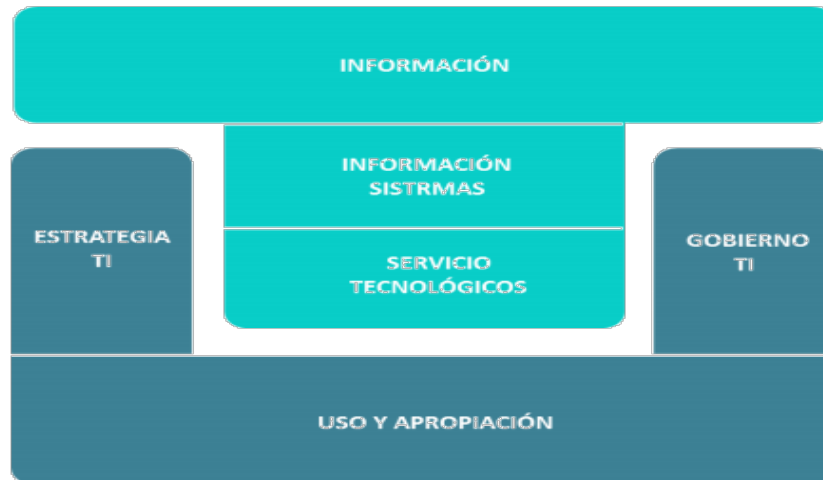 INFORMACIÓN
INFORMACIÓN
SISTRMAS
ESTRATEGIA
TI
SERVICIO
TECNOLÓGICOS
GOBIERNO
TI
USO Y APROPIACIÓN